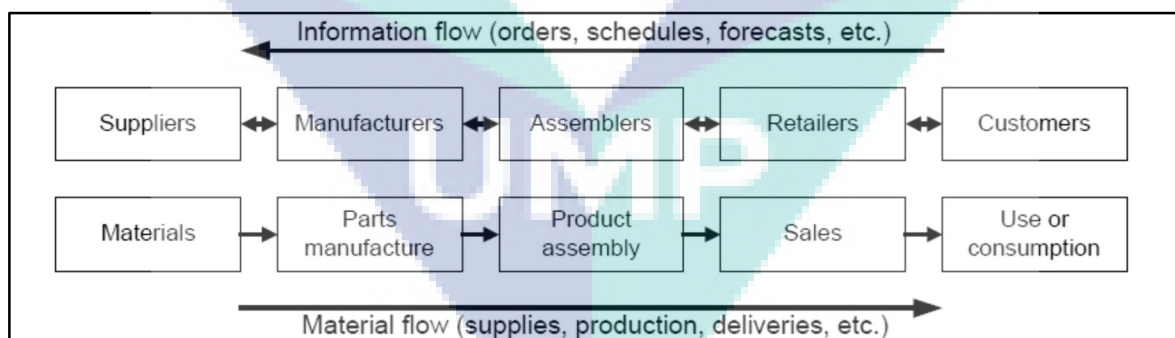 Information flow (orders, schedules, forecasts, etc.)
Suppliers Manufacturers Assemblers Retailers Customers
UMP
Materials Parts manufacture Product assembly Sales Use or consumption
Material flow (supplies, production, deliveries, etc.)